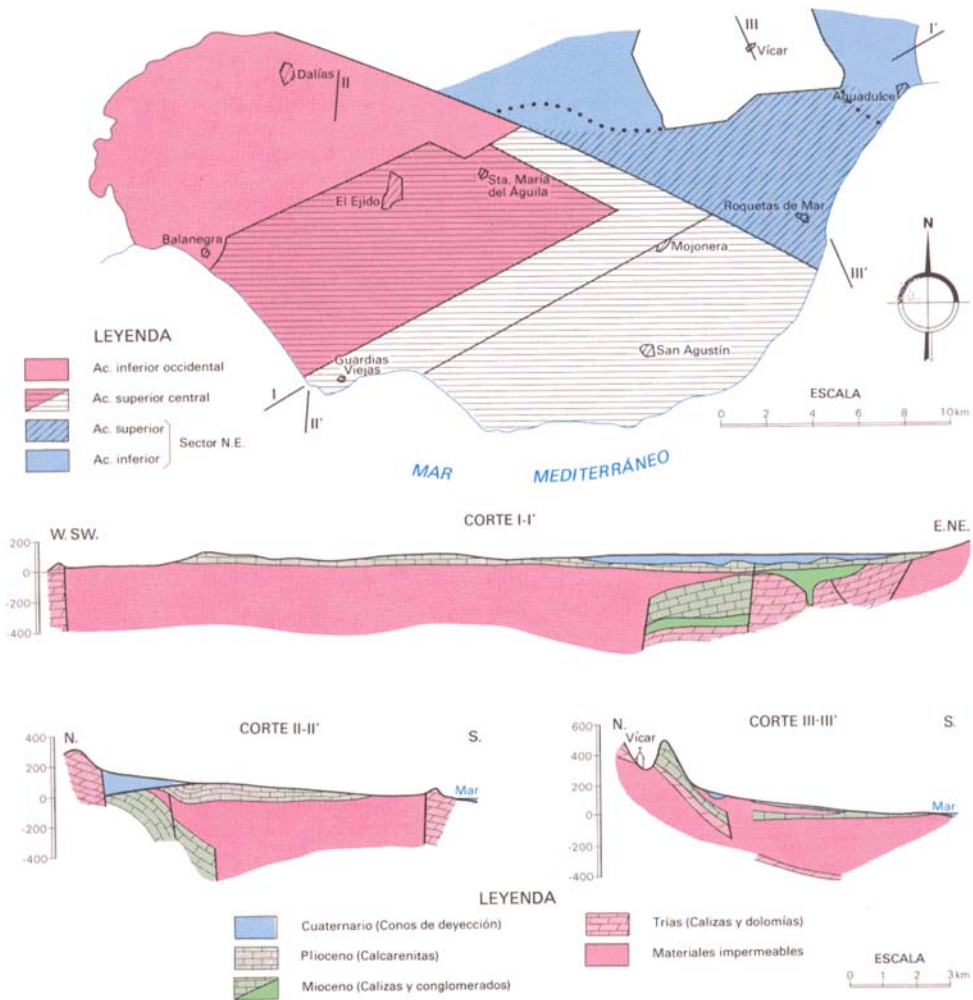 III
Vícar
I'
Dalías
II
Aguadulce
Sta. María
del Águila
El Ejido
Roquetas de Mar
Balanegra
Mojonera
III'
N
LEYENDA
Ac. inferior occidental
Ac. superior central
Ac. superior
Sector N.E.
Ac. inferior
Guardias
Viejas
San Agustín
I
II'
ESCALA
0 2 4 6 8 10 km
MAR MEDITERRÁNEO
CORTE I-I'
W. SW.
E.NE.
200
0
-200
-400
CORTE II-II'
N.
S.
400
200
0
-200
-400
Mar
CORTE III-III'
N.
S.
Vícar
600
400
200
0
-200
-400
Mar
LEYENDA
Cuaternario (Conos de deyección)
Plioceno (Calcarenitas)
Mioceno (Calizas y conglomerados)
Trías (Calizas y dolomías)
Materiales impermeables
ESCALA
0 1 2 3 km